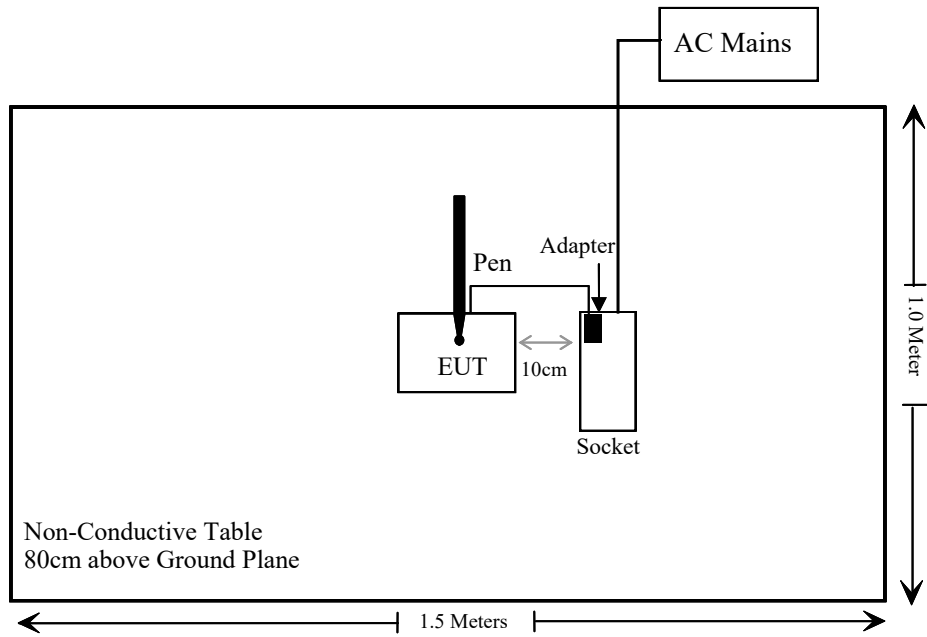 AC Mains
Adapter
Pen
EUT
10cm
Socket
1.0 Meter
Non-Conductive Table
80cm above Ground Plane
1.5 Meters